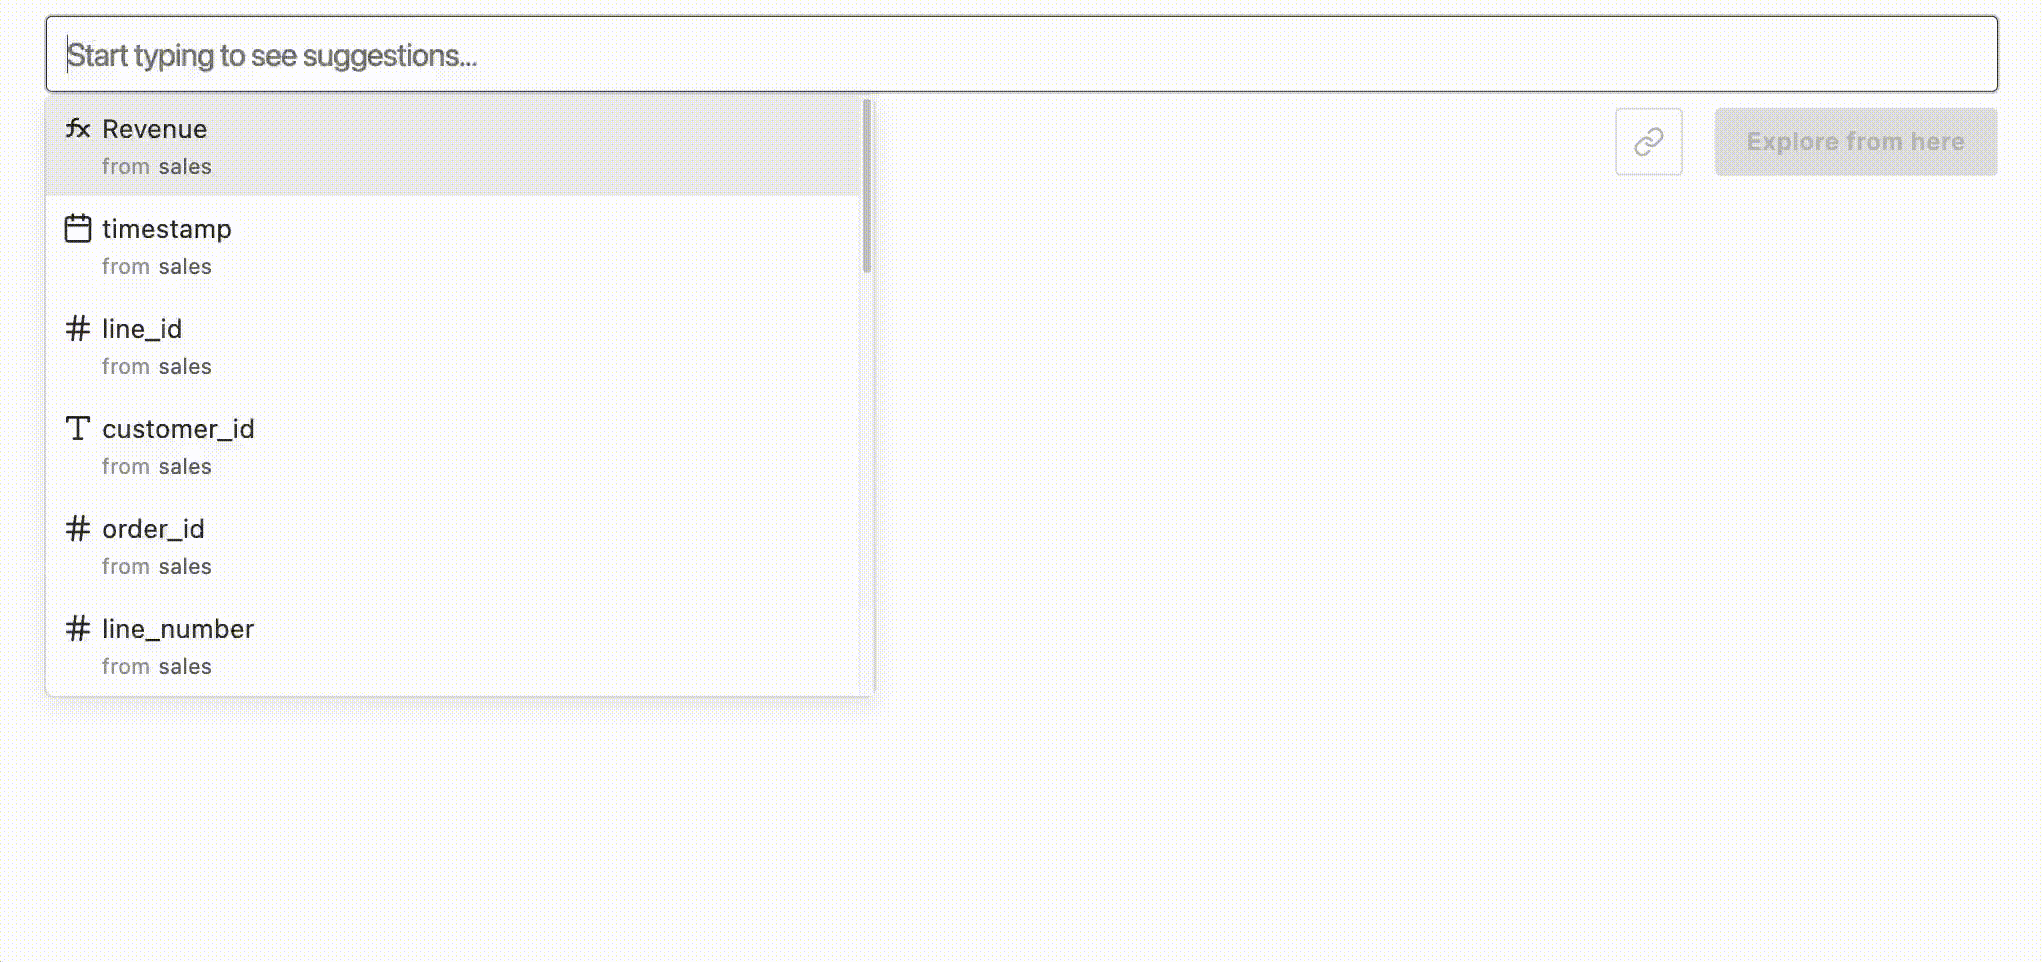 Start typing to see suggestions...
Revenue
from sales
Explore from here
timestamp
from sales
line_id
from sales
customer_id
from sales
order_id
from sales
line_number
from sales